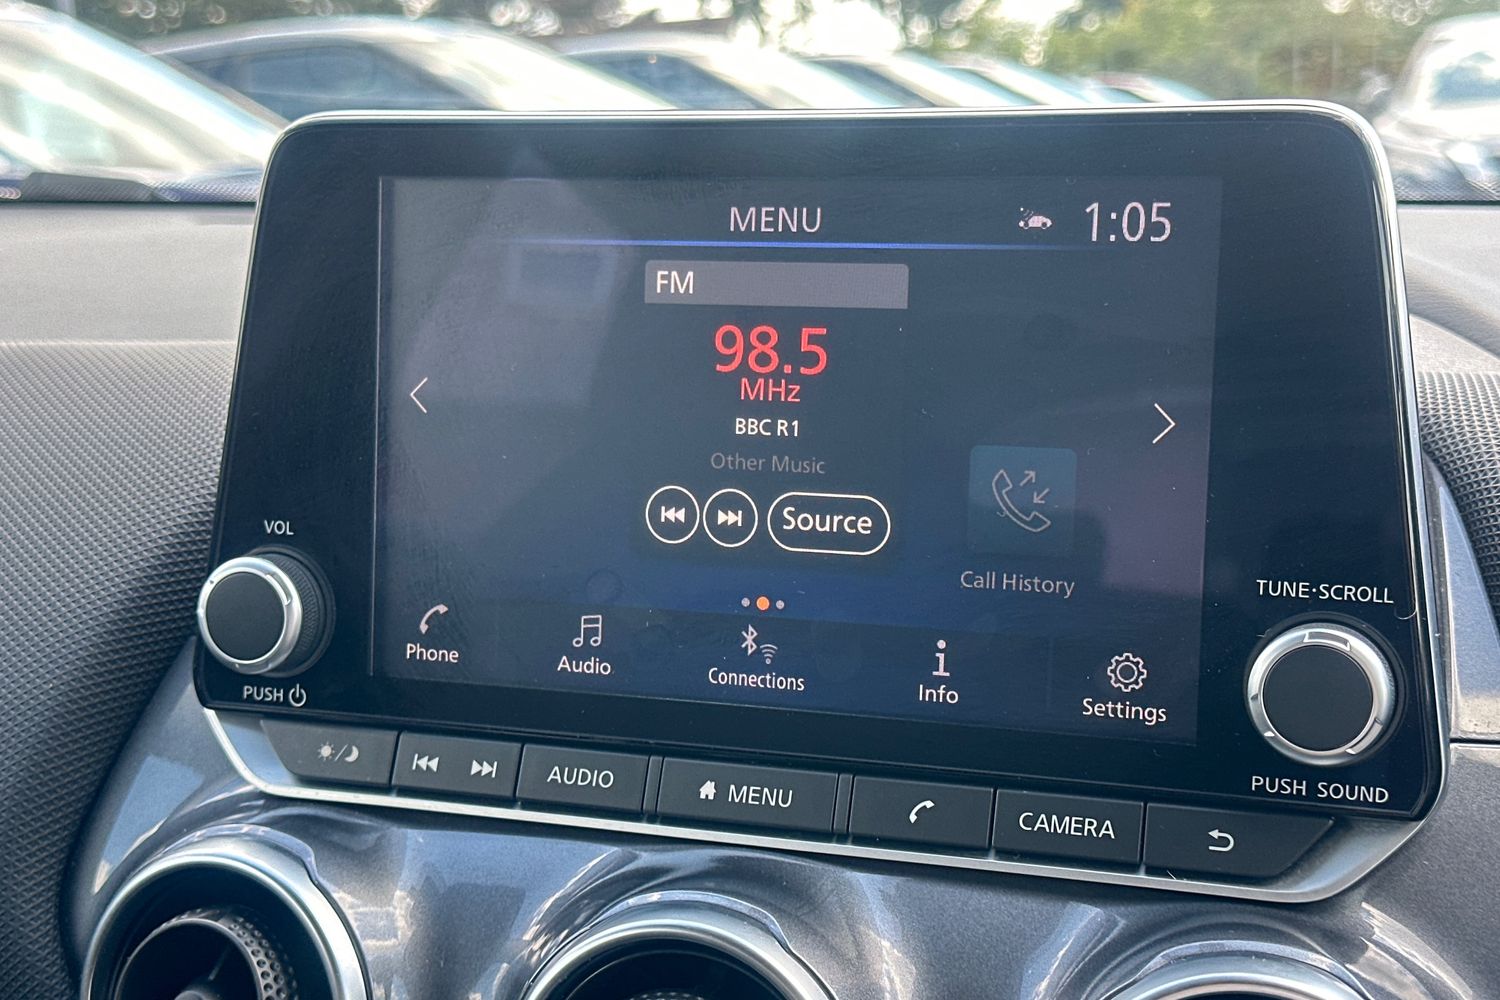 MENU
1:05
FM
98.5
MHz
BBC R1
Other Music
Source
Call History
VOL
PUSH
TUNE·SCROLL
PUSH SOUND
Phone
Audio
Connections
Info
Settings
AUDIO
MENU
CAMERA